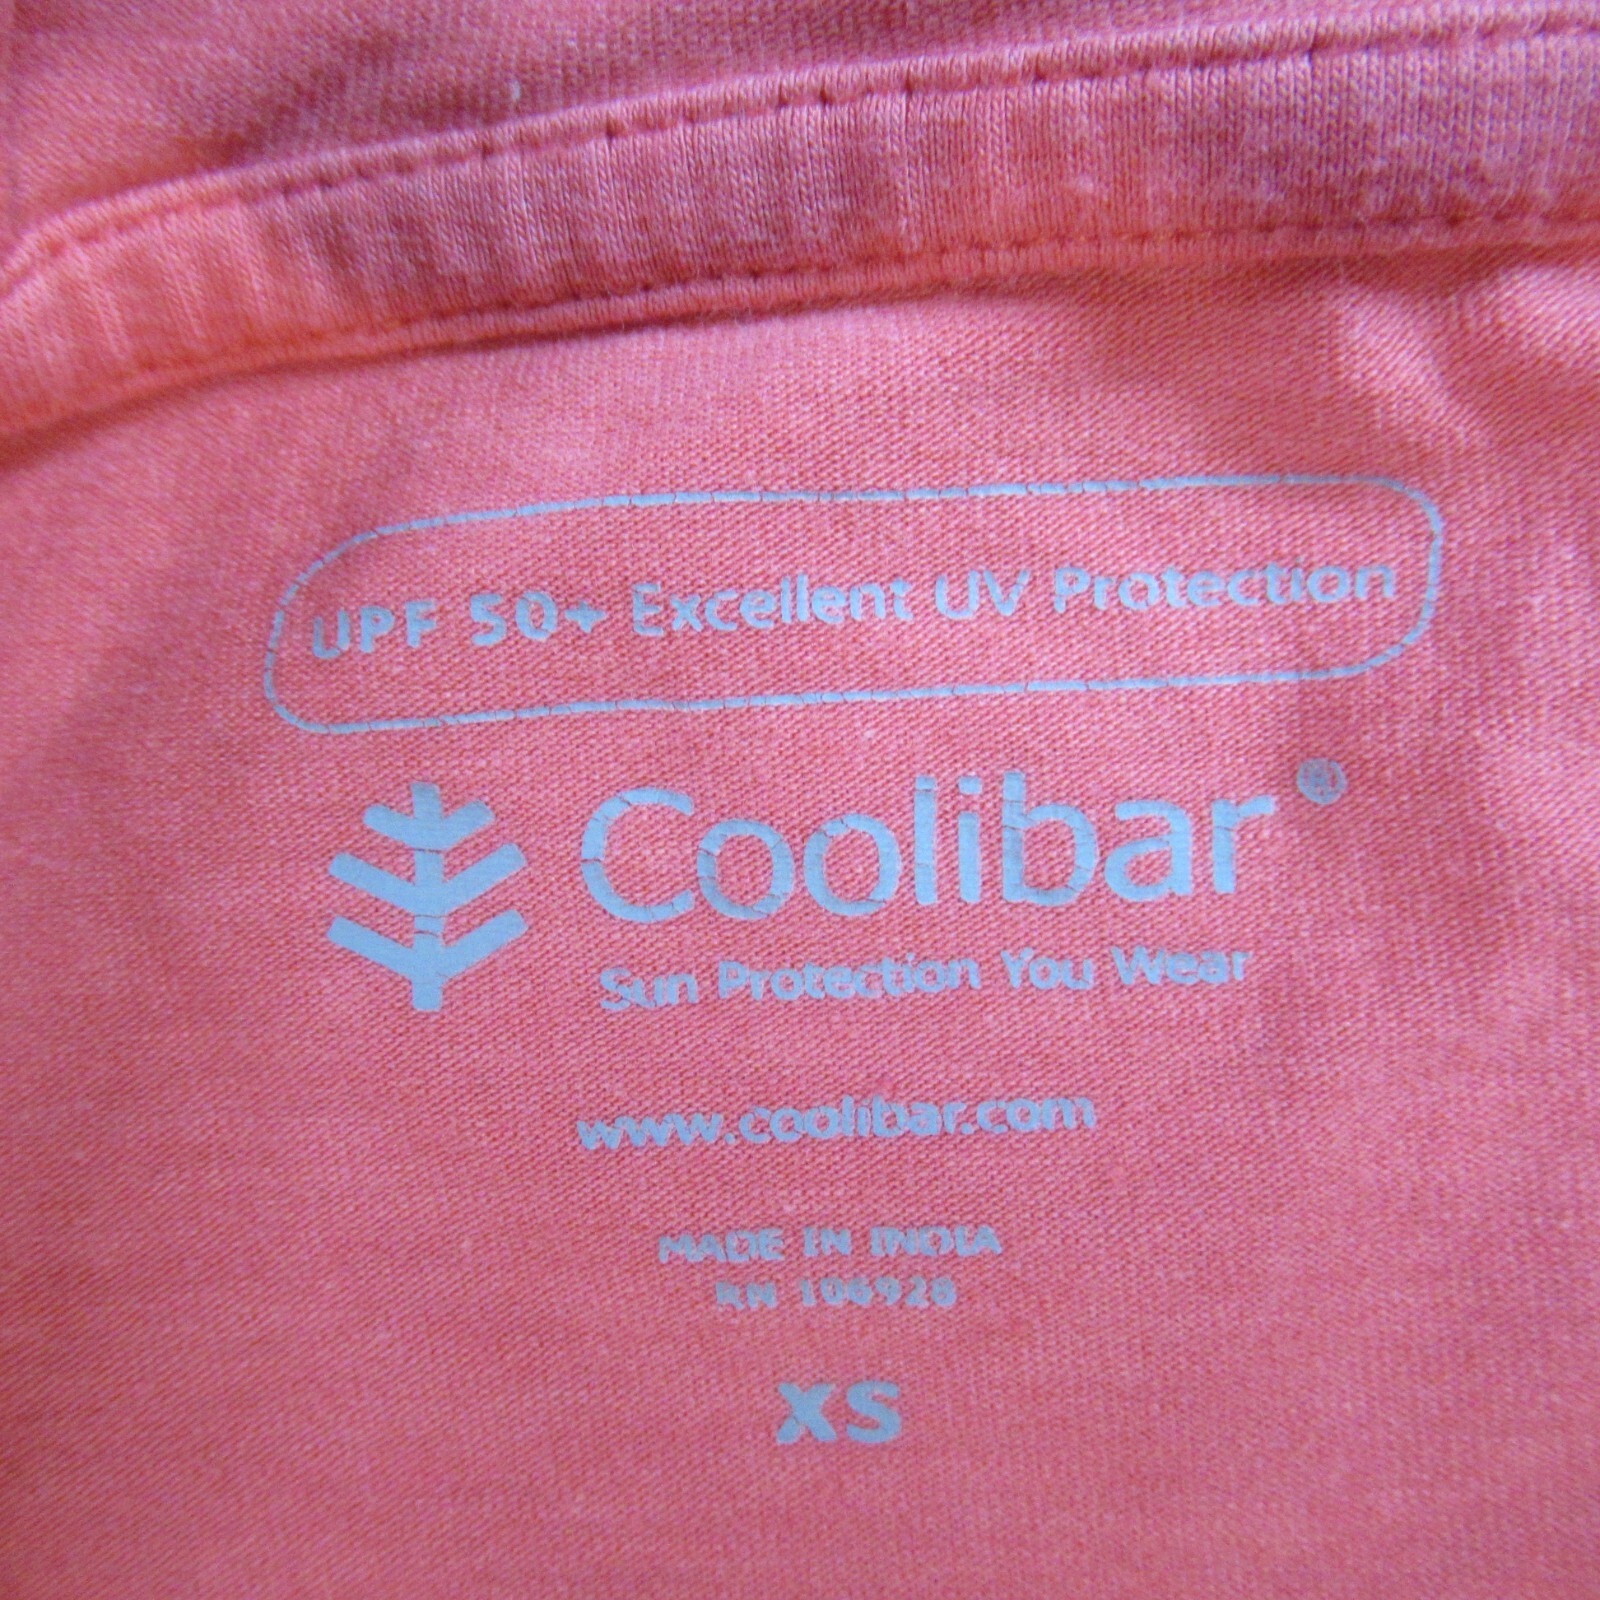 UPF 50+ Excellent UV Protection
Coolibar®
Sun Protection You Wear
www.coolibar.com
MADE IN INDIA
RN 106928
XS